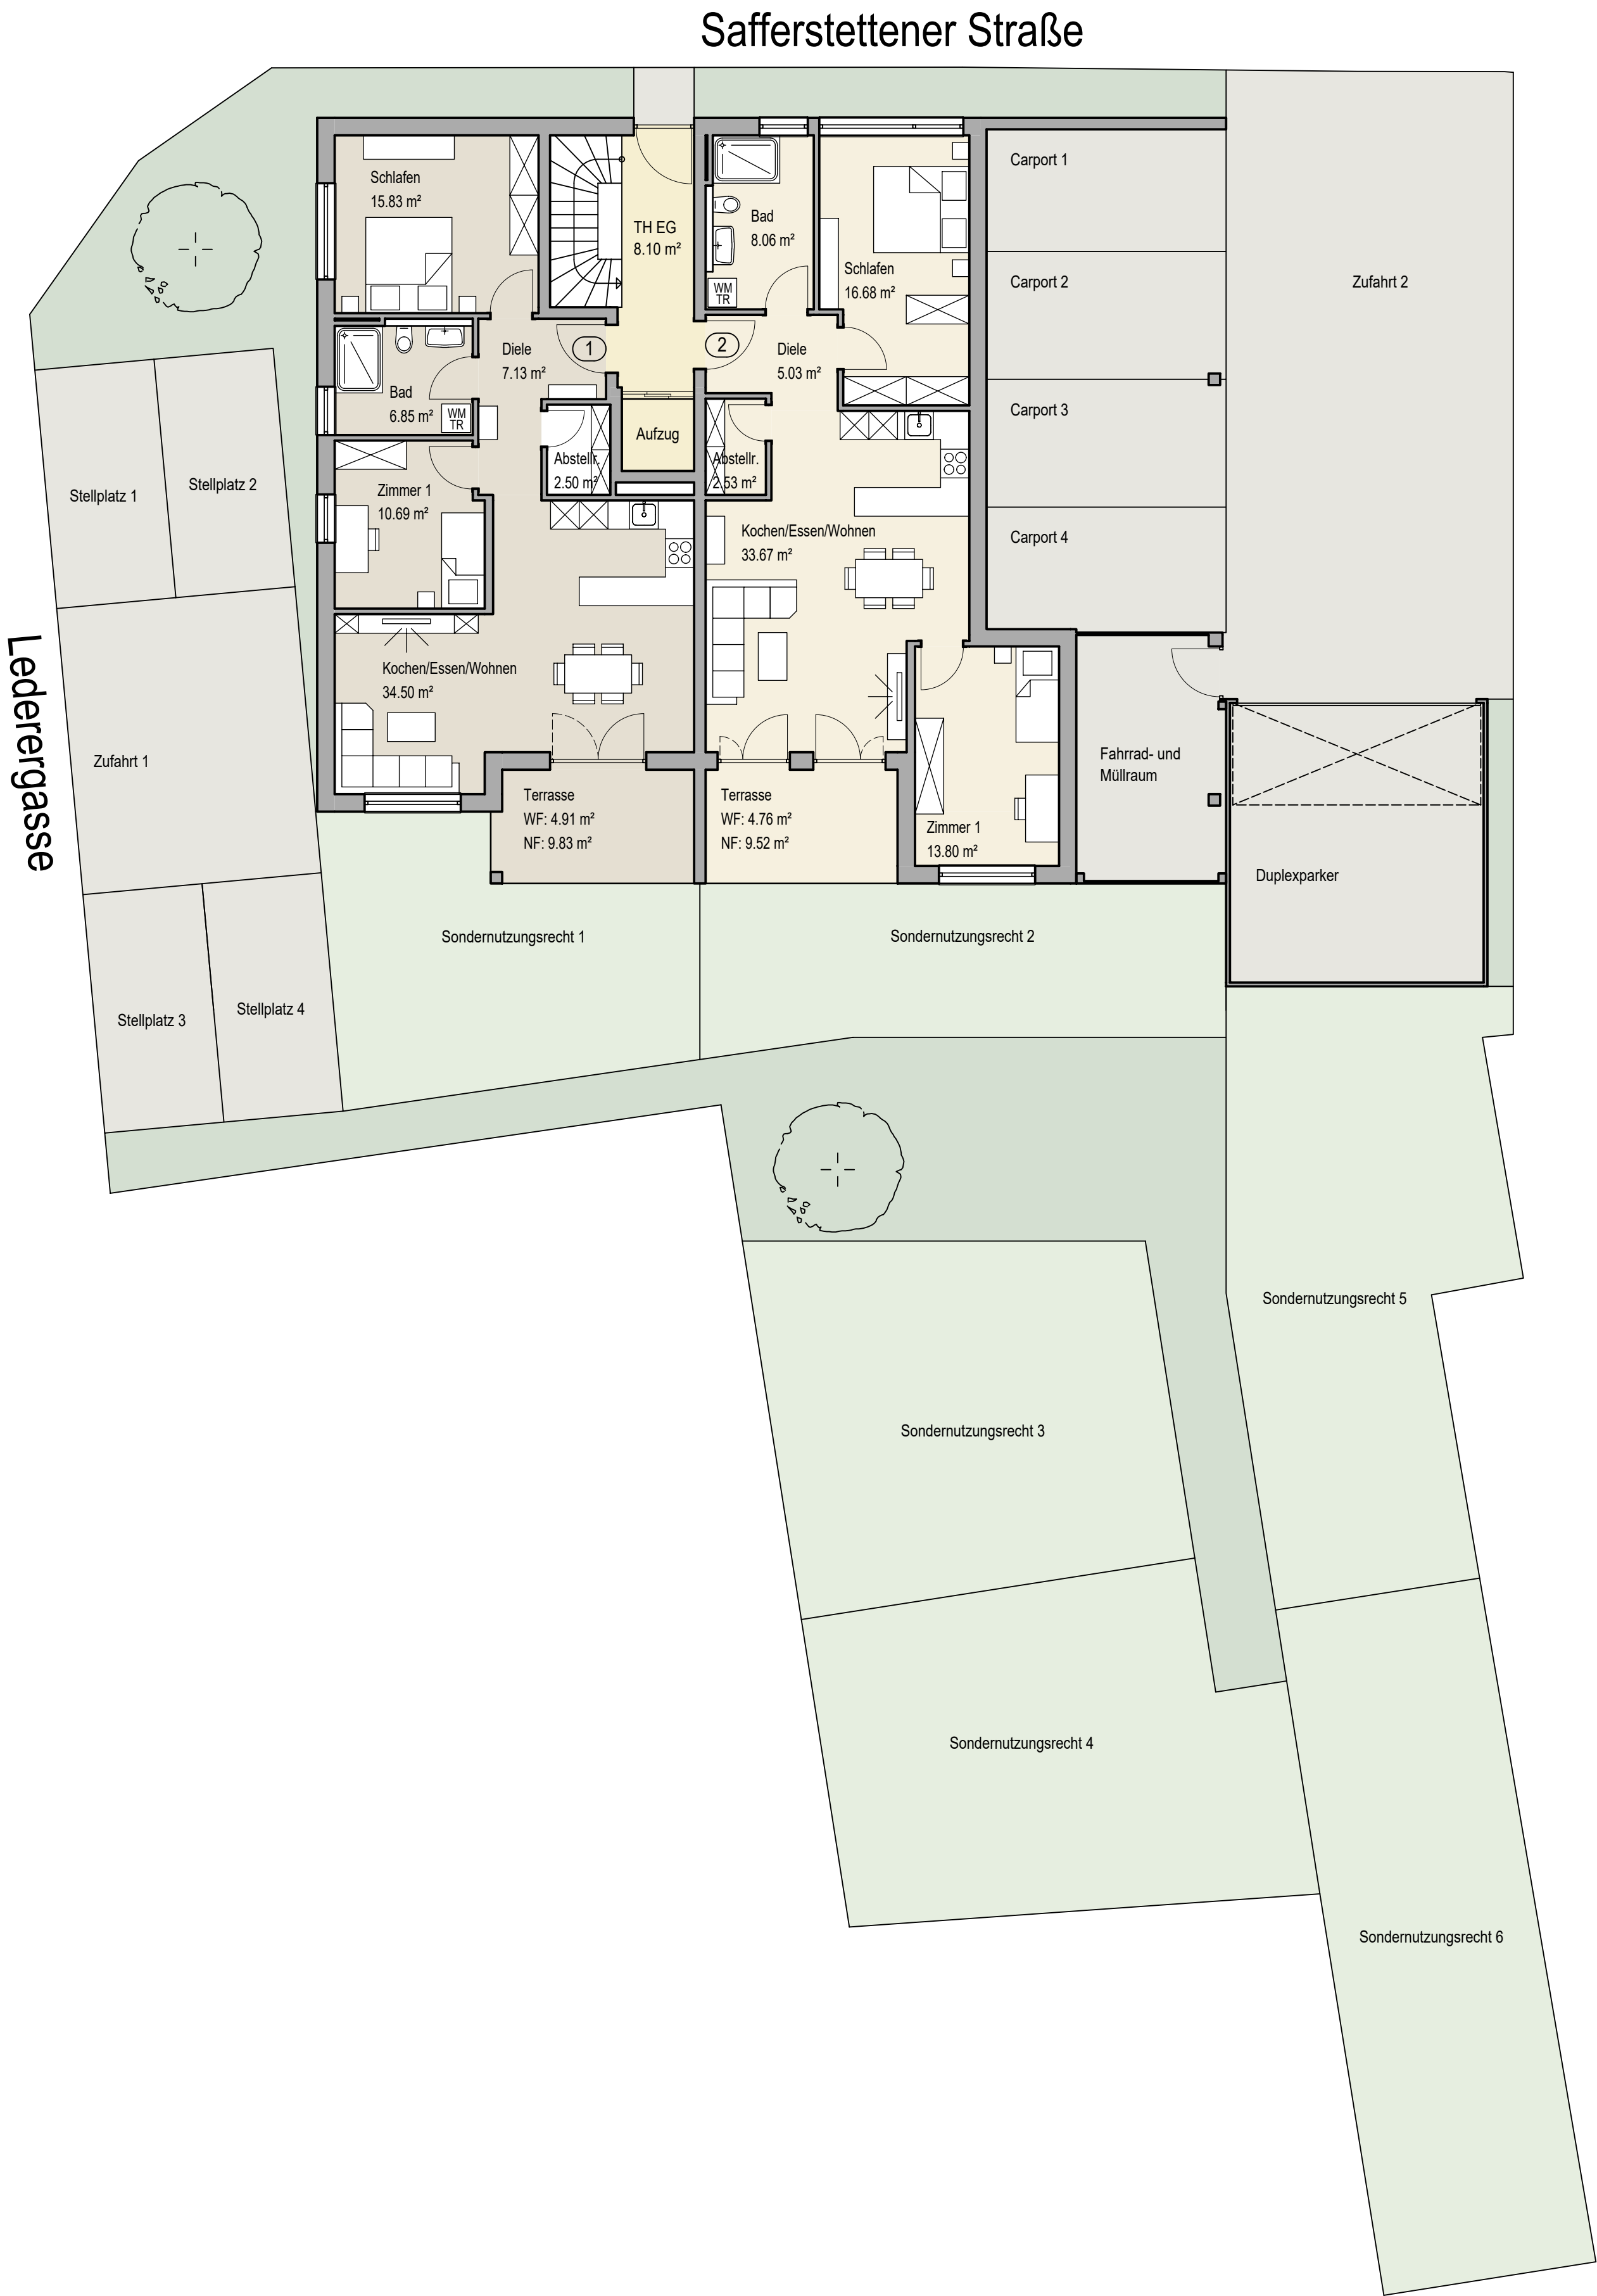 Safferstettener Straße
Schlafen
15.83 m²
TH EG
8.10 m²
Bad
8.06 m²
WM
TR
Schlafen
16.68 m²
Carport 1
Carport 2
Carport 3
Carport 4
Zufahrt 2
Diele
7.13 m²
1
2
Diele
5.03 m²
Bad
6.85 m²
WM
TR
Aufzug
Abstellr.
2.50 m²
Abstellr.
2.53 m²
Stellplatz 1
Stellplatz 2
Zimmer 1
10.69 m²
Kochen/Essen/Wohnen
33.67 m²
Kochen/Essen/Wohnen
34.50 m²
Lederergasse
Zufahrt 1
Terrasse
WF: 4.91 m²
NF: 9.83 m²
Terrasse
WF: 4.76 m²
NF: 9.52 m²
Zimmer 1
13.80 m²
Fahrrad- und
Müllraum
Duplexparker
Sondernutzungsrecht 1
Sondernutzungsrecht 2
Stellplatz 3
Stellplatz 4
Sondernutzungsrecht 5
Sondernutzungsrecht 3
Sondernutzungsrecht 4
Sondernutzungsrecht 6